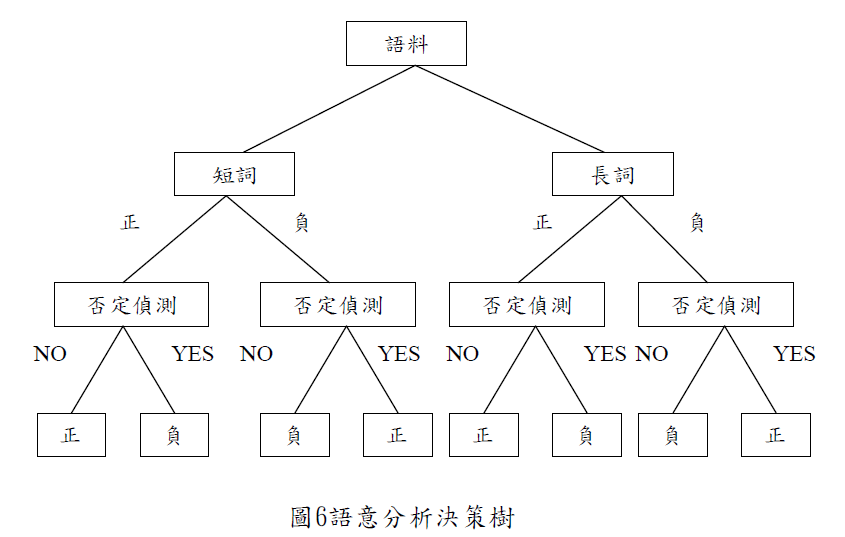 語料
短詞 長詞
正 負 正 負
否定偵測 否定偵測 否定偵測 否定偵測
NO YES NO YES NO YES NO YES
正 負 負 正 正 負 負 正
圖6語意分析決策樹